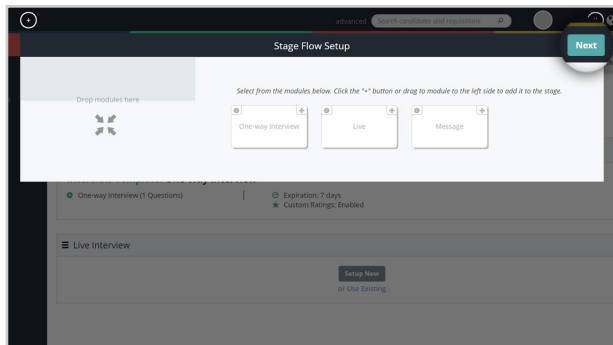 advanced
Search candidates and requisitions
Stage Flow Setup
Next
Select from the modules below. Click the "+" button or drag to module to the left side to add it to the stage.
Drop modules here
One-way Interview
Live
Message
One-way Interview (1 Questions)
Expiration: 7 days
Custom Ratings: Enabled
Live Interview
Setup New
or Use Existing